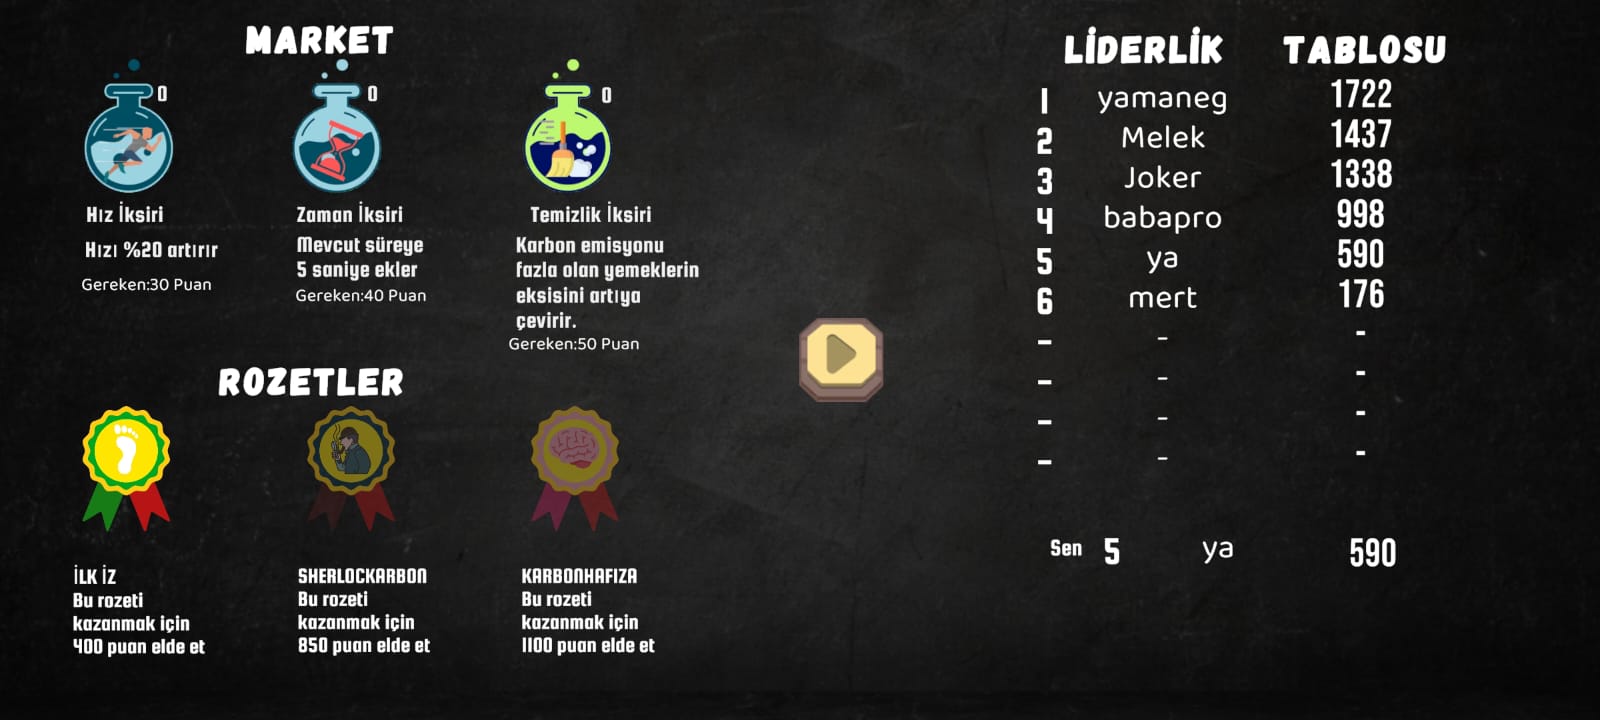 MARKET
0
0
0
Hız İksiri
Hızı %20 artırır
Gereken:30 Puan
Zaman İksiri
Mevcut süreye
5 saniye ekler
Gereken:40 Puan
Temizlik İksiri
Karbon emisyonu
fazla olan yemeklerin
eksisini artıya
çevirir.
Gereken:50 Puan
ROZETLER
İLK İZ
Bu rozeti
kazanmak için
400 puan elde et
SHERLOCKARBON
Bu rozeti
kazanmak için
850 puan elde et
KARBONHAFIZA
Bu rozeti
kazanmak için
1100 puan elde et
LİDERLİK TABLOSU
1 yamaneg 1722
2 Melek 1437
3 Joker 1338
4 babapro 998
5 ya 590
6 mert 176
- - -
- - -
- - -
- - -
Sen 5 ya 590